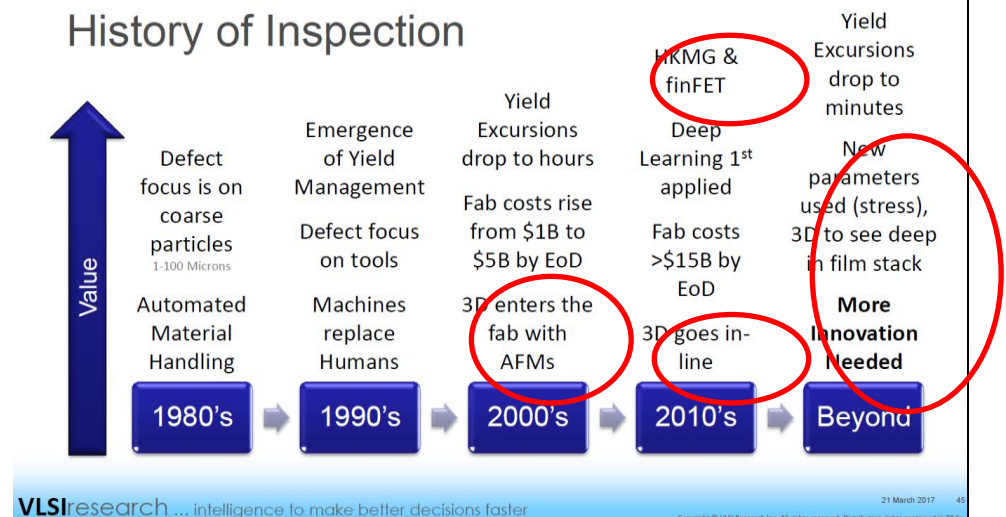 History of Inspection
Value
Defect
focus is on
coarse
particles
1-100 Microns
Automated
Material
Handling
1980's
Emergence
of Yield
Management
Defect focus
on tools
Machines
replace
Humans
1990's
Yield
Excursions
drop to hours
Fab costs rise
from $1B to
$5B by EoD
3D enters the
fab with
AFMs
2000's
HKMG &
finFET
Deep
Learning 1st
applied
Fab costs
>$15B by
EoD
3D goes in-
line
2010's
Yield
Excursions
drop to
minutes
New
parameters
used (stress),
3D to see deep
in film stack
More
Innovation
Needed
Beyond
VLSIresearch ... intelligence to make better decisions faster
21 March 2017 45